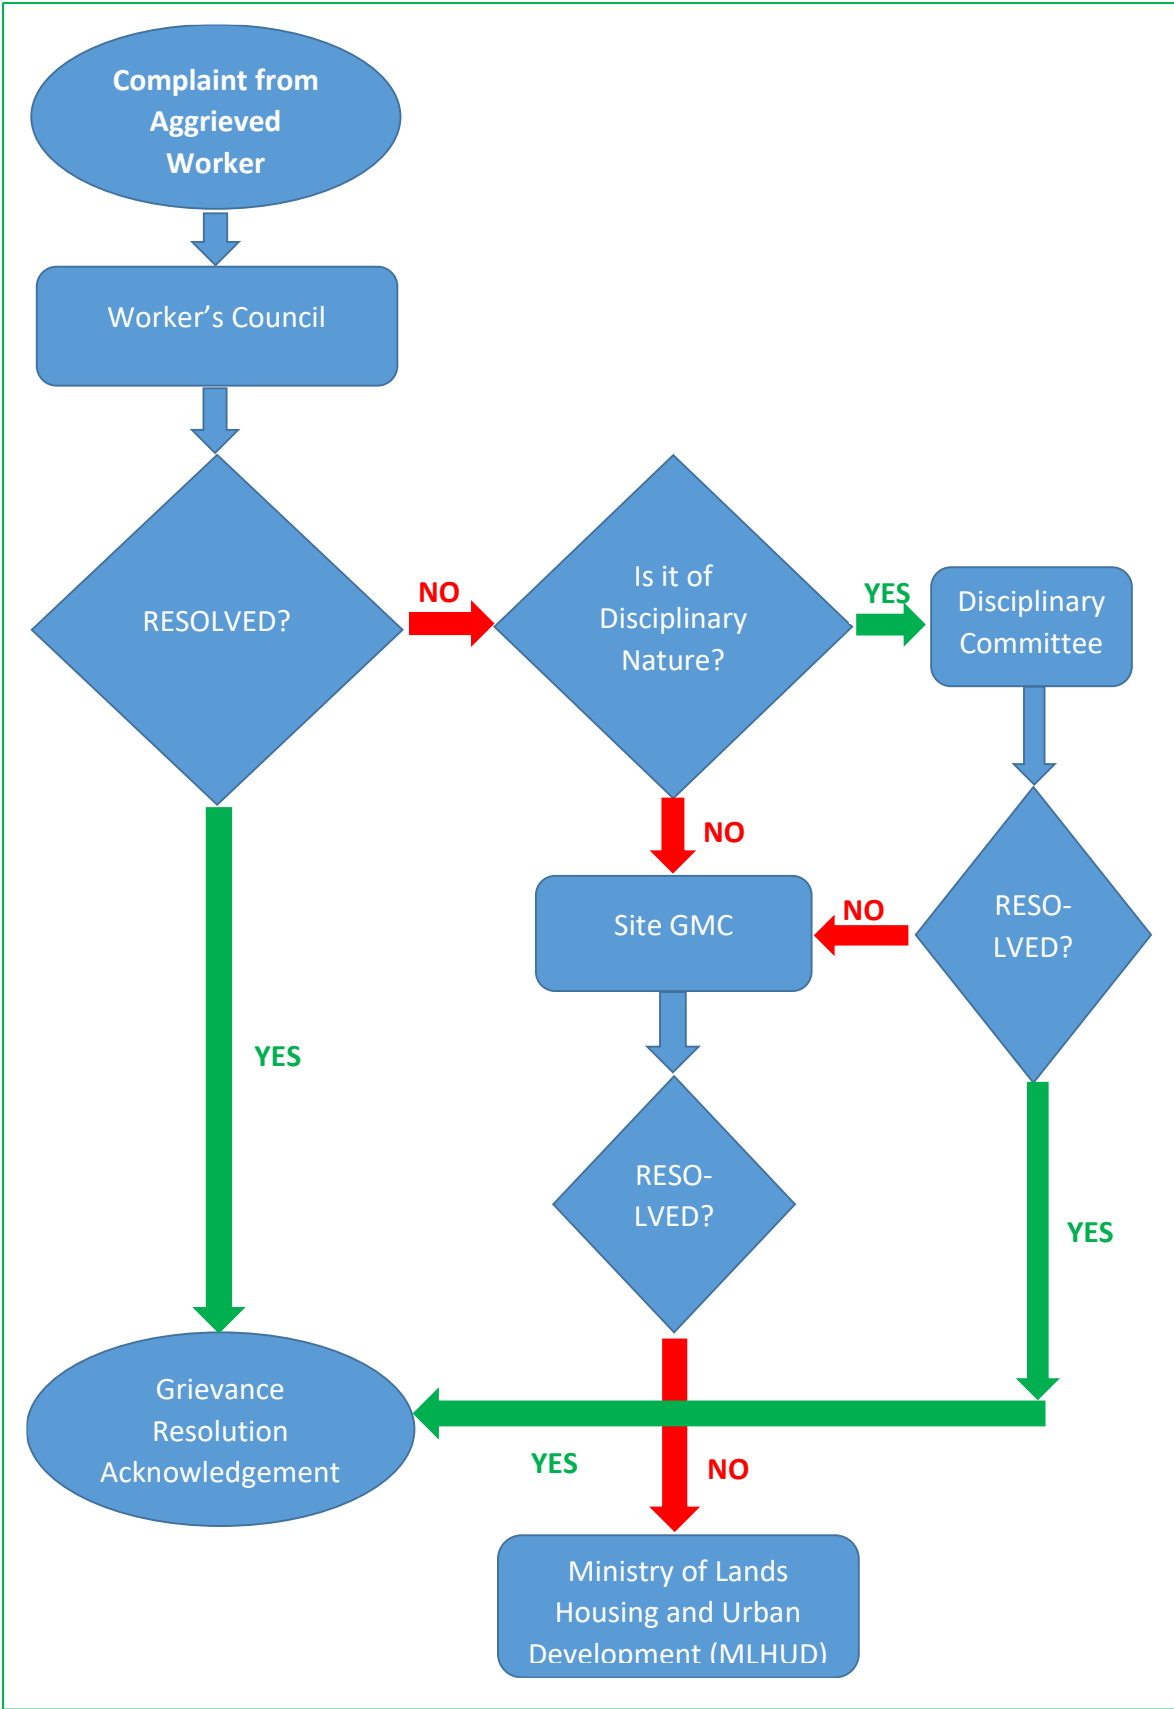 Complaint from
Aggrieved
Worker
Worker’s Council
RESOLVED?
NO
Is it of
Disciplinary
Nature?
YES
Disciplinary
Committee
NO
Site GMC
NO
RESO-
LVED?
YES
RESO-
LVED?
YES
Grievance
Resolution
Acknowledgement
YES
NO
Ministry of Lands
Housing and Urban
Development (MLHUD)